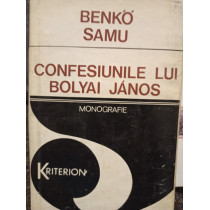 BENKŐ
SAMU
CONFESIUNILE LUI
BOLYAI JÁNOS
MONOGRAFIE
KRITERION